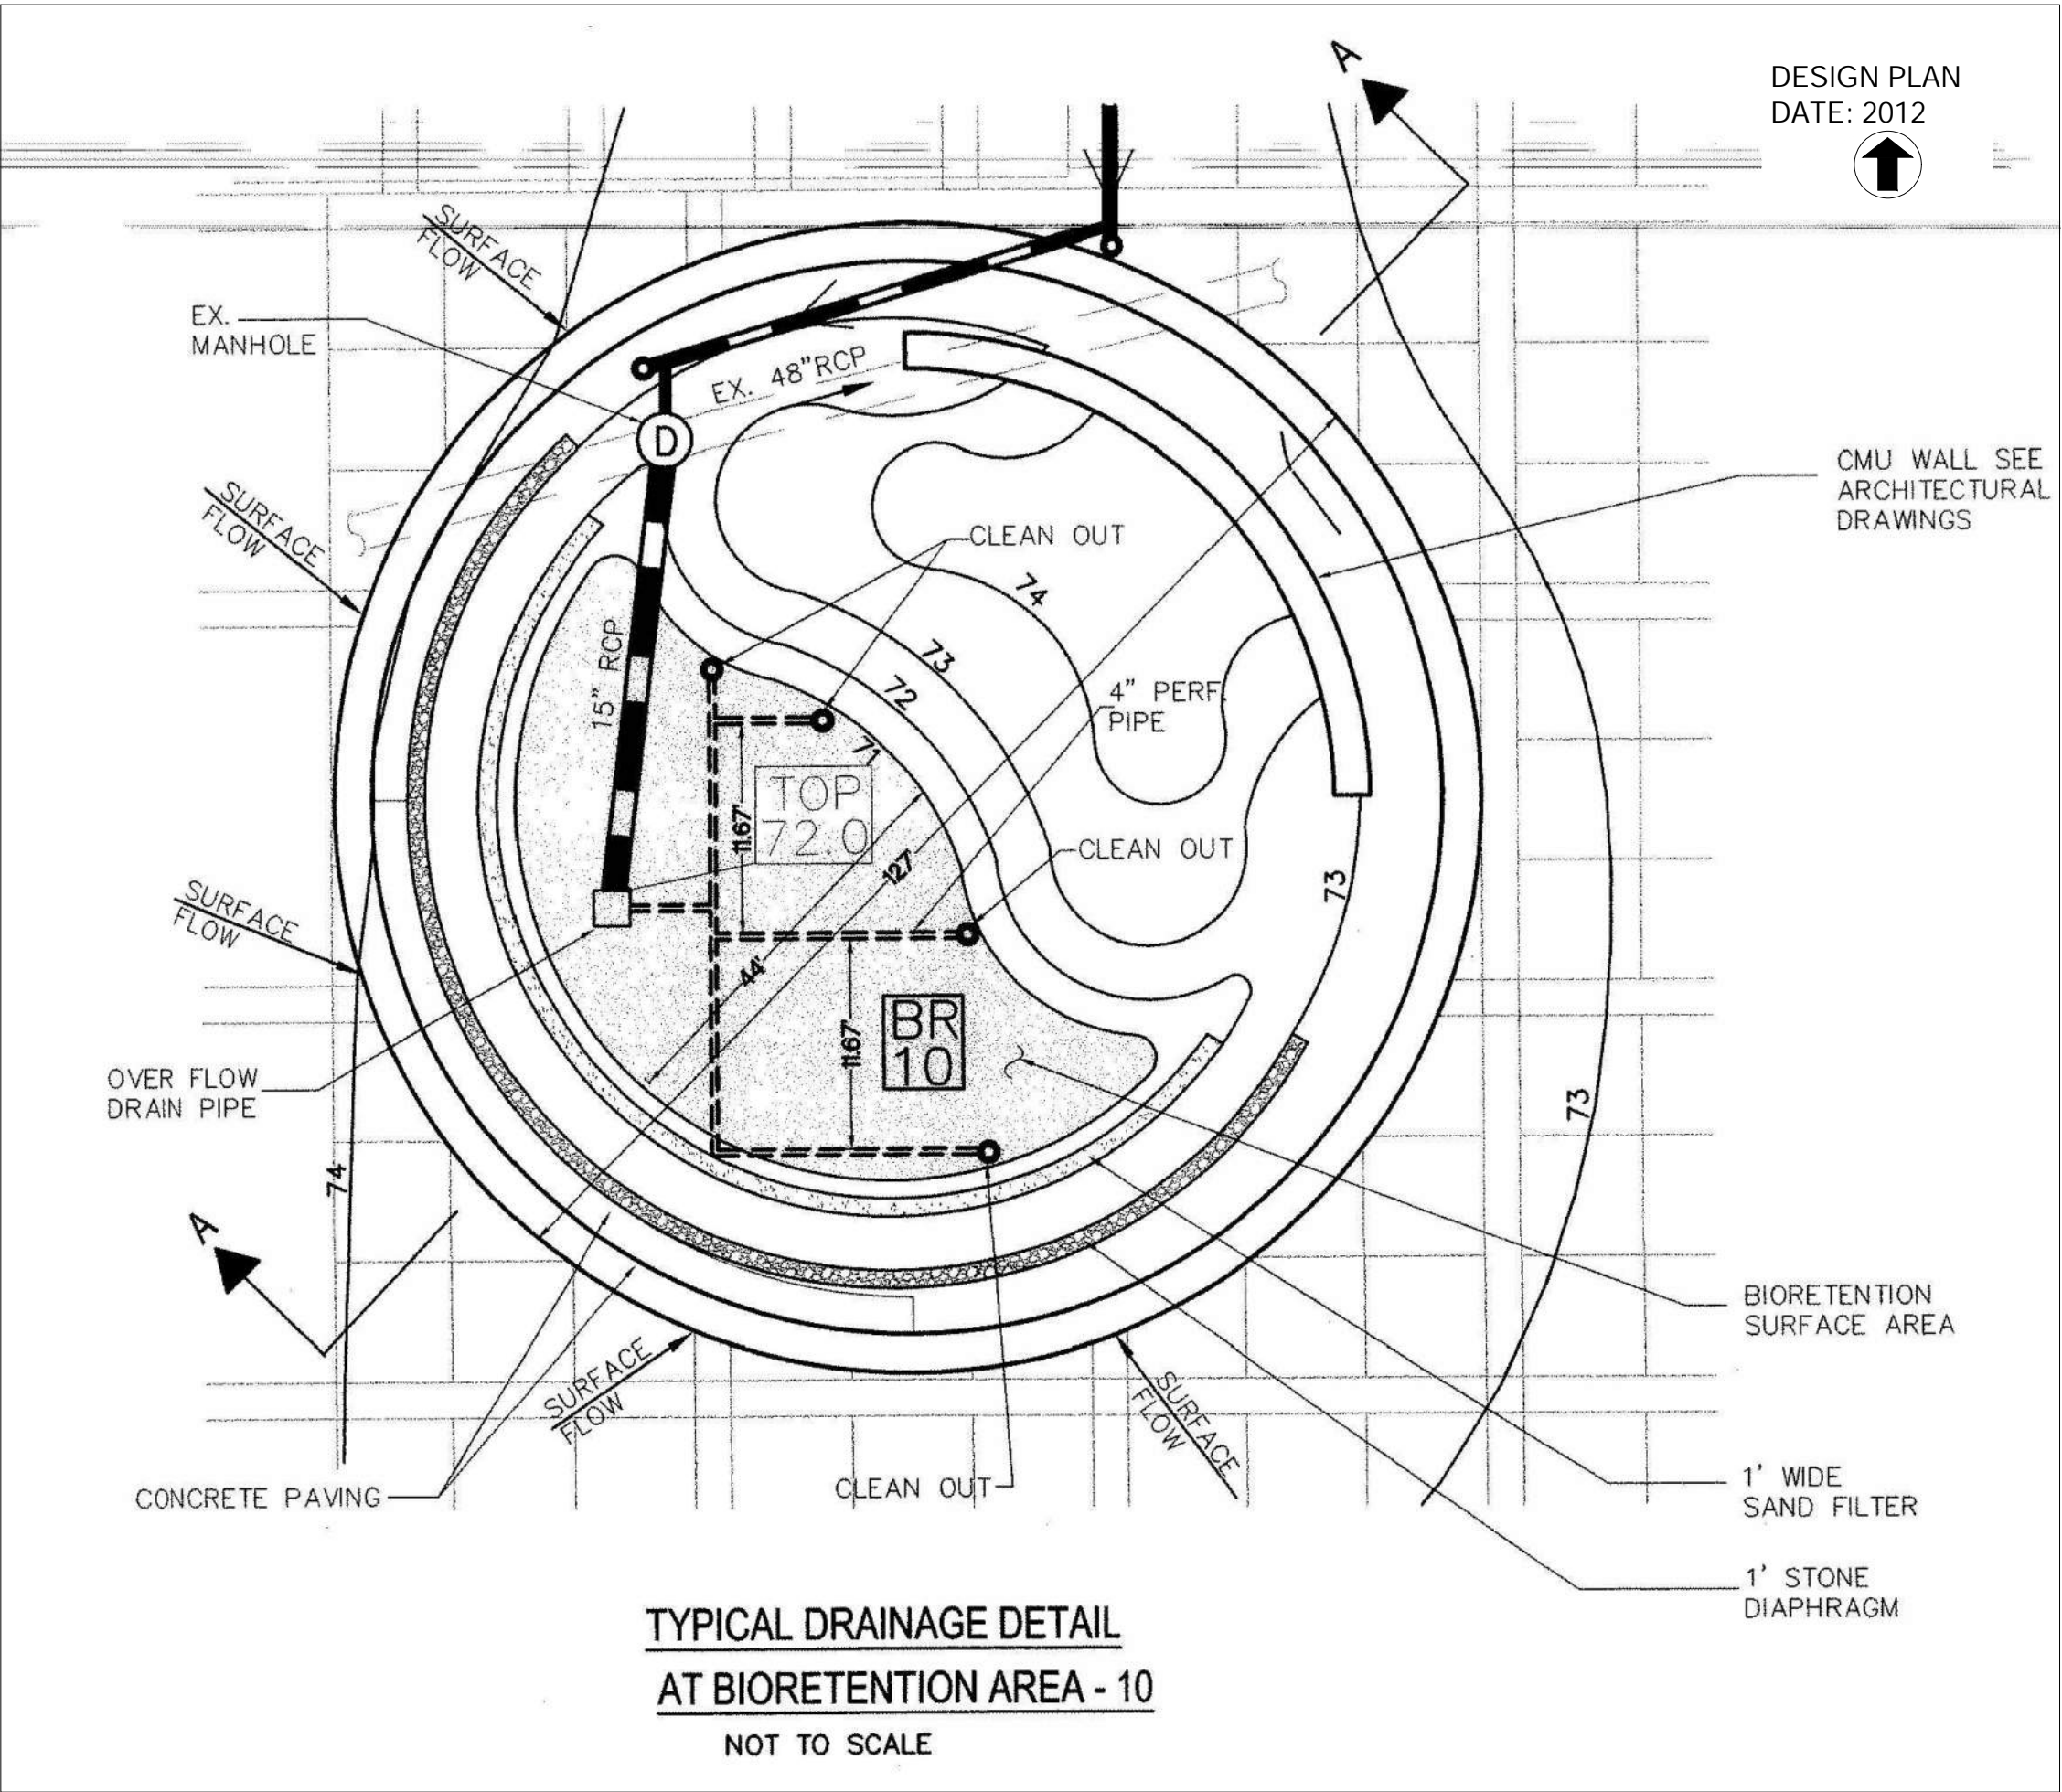 DESIGN PLAN
DATE: 2012
A
SURFACE
FLOW
EX.
MANHOLE
EX. 48"RCP
D
CMU WALL SEE
ARCHITECTURAL
DRAWINGS
SURFACE
FLOW
CLEAN OUT
74
73
72
71
15" RCP
4" PERF.
PIPE
TOP
72.0
11.67'
127'
CLEAN OUT
73
SURFACE
FLOW
44'
BR
10
11.67'
OVER FLOW
DRAIN PIPE
73
74
A
BIORETENTION
SURFACE AREA
SURFACE
FLOW
SURFACE
FLOW
CONCRETE PAVING
CLEAN OUT
1' WIDE
SAND FILTER
1' STONE
DIAPHRAGM
TYPICAL DRAINAGE DETAIL
AT BIORETENTION AREA - 10
NOT TO SCALE